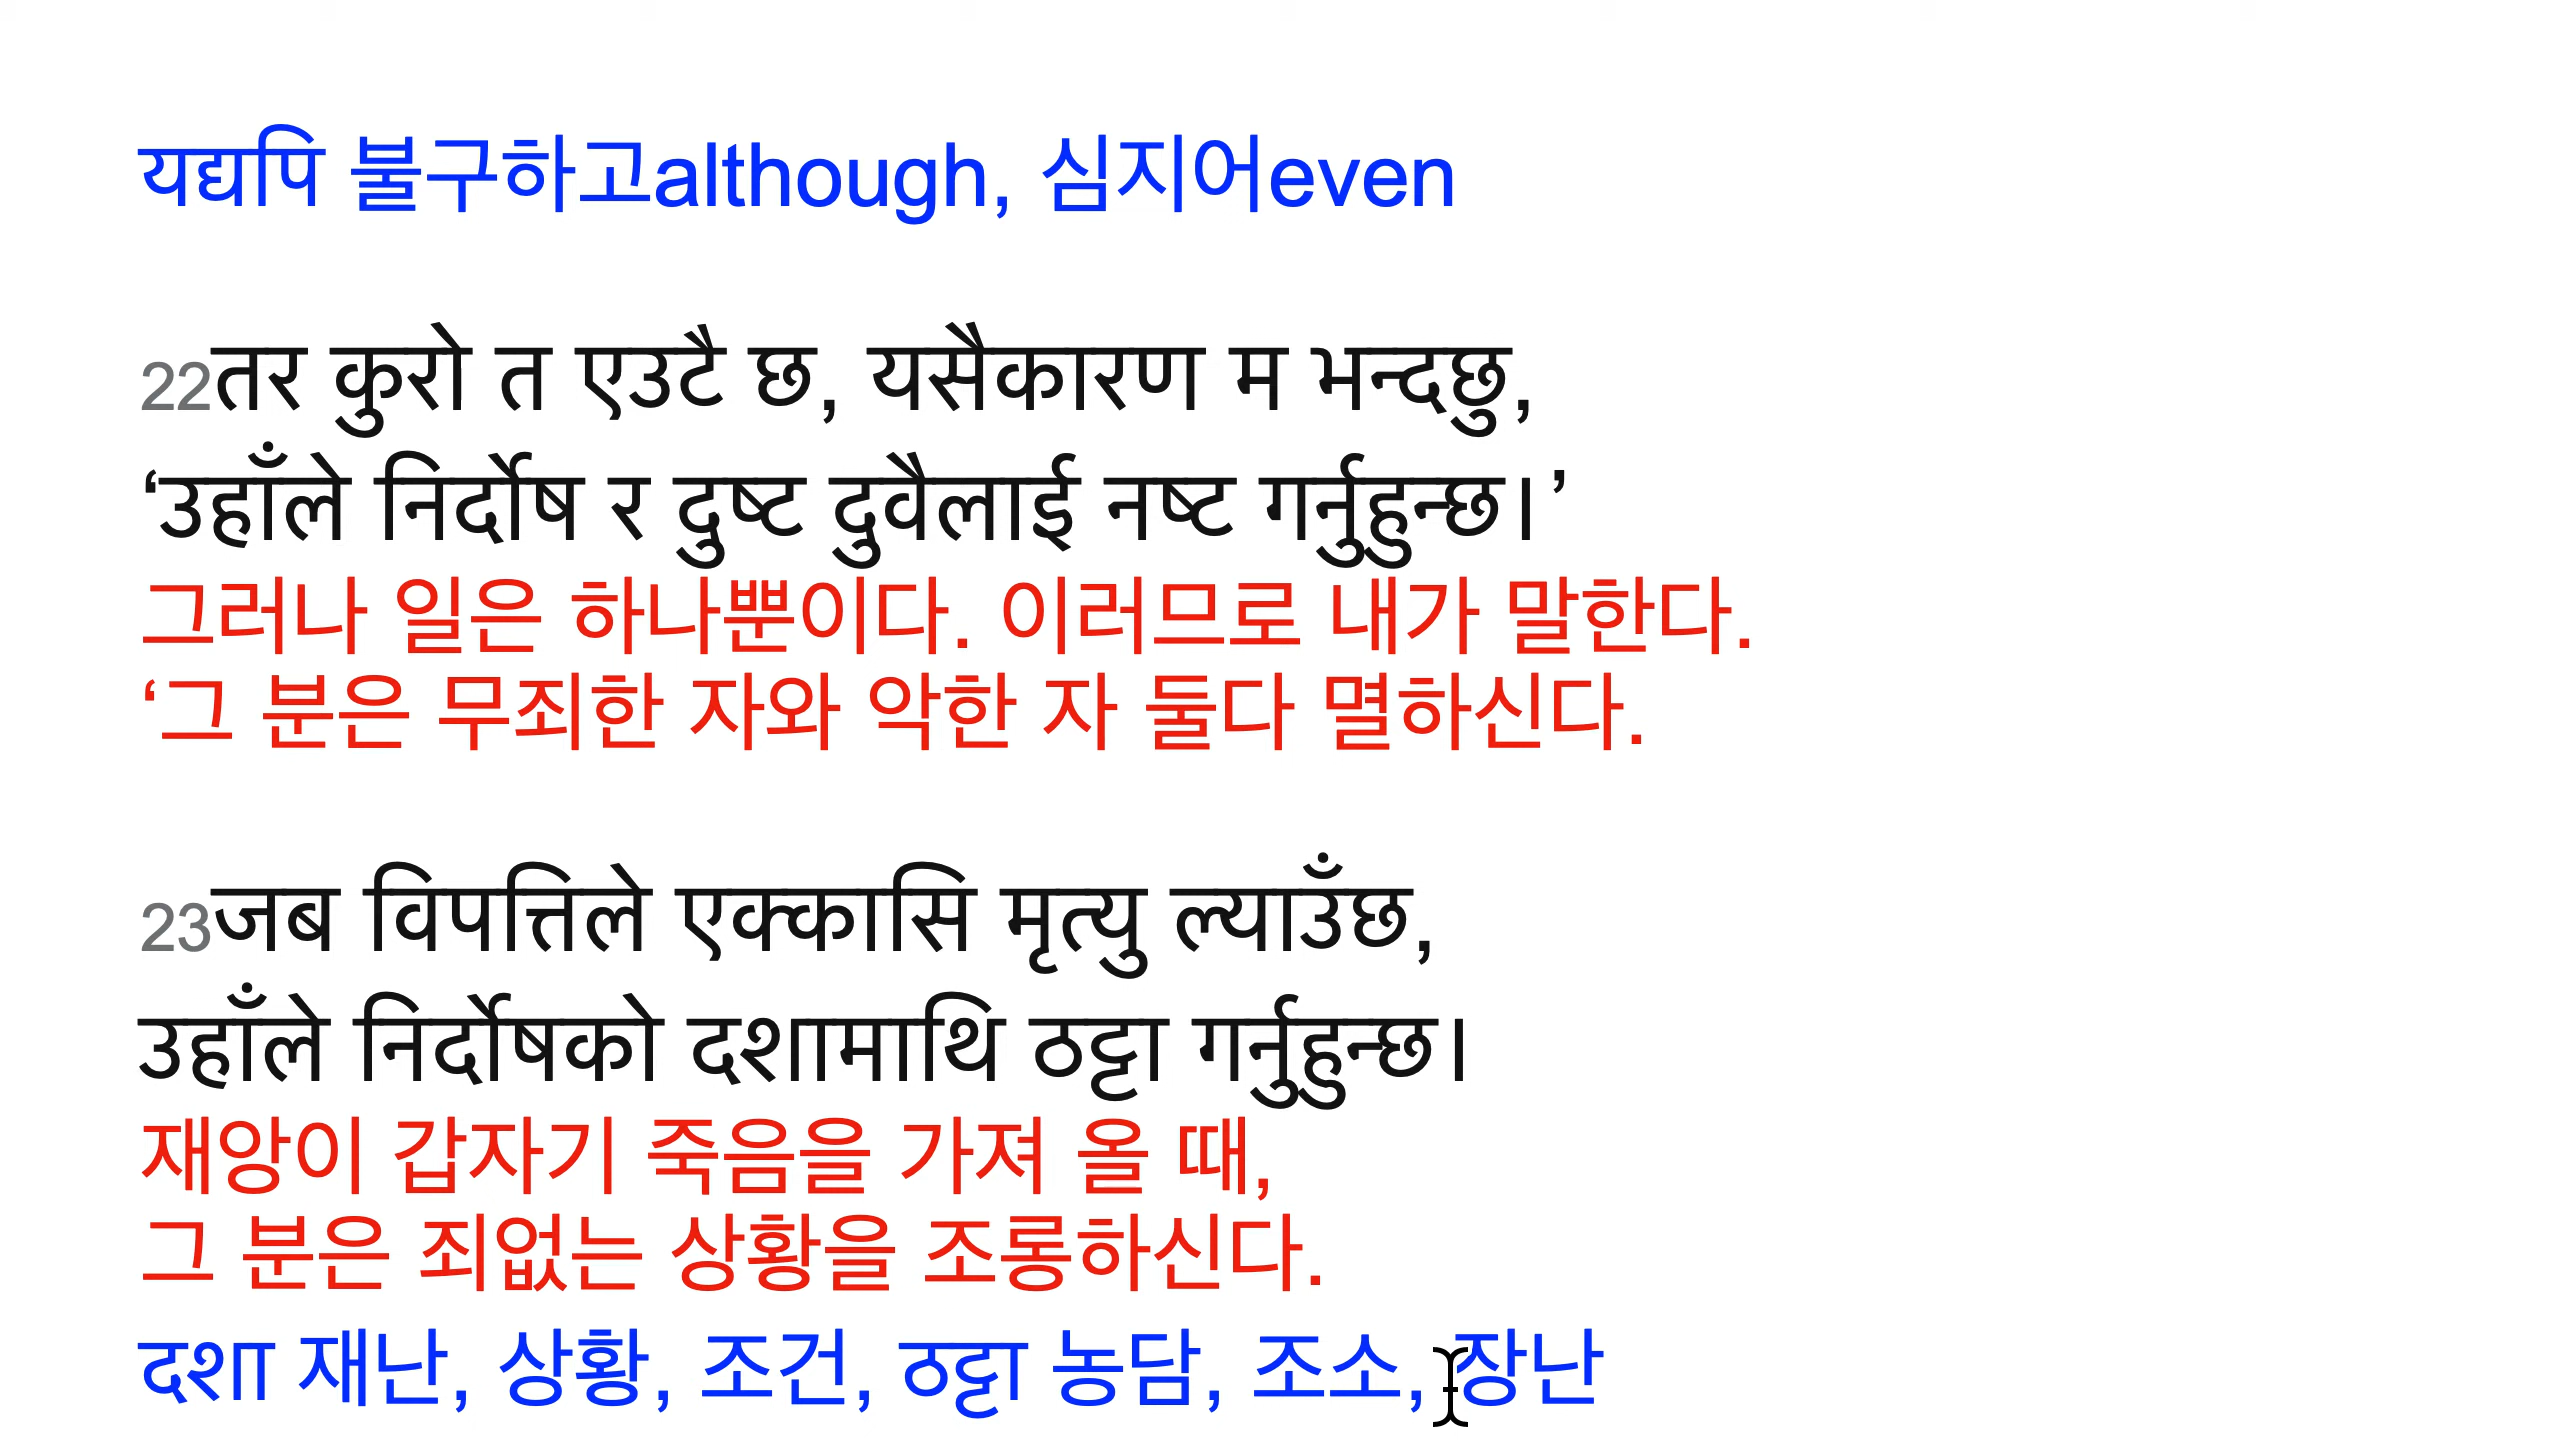 यद्यपि 불구하고although, 심지어even
22तर कुरो त एउटै छ, यसैकारण म भन्दछु,
‘उहाँले निर्दोष र दुष्ट दुवैलाई नष्ट गर्नुहुन्छ।’
그러나 일은 하나뿐이다. 이러므로 내가 말한다.
‘그 분은 무죄한 자와 악한 자 둘다 멸하신다.
23जब विपत्तिले एक्कासि मृत्यु ल्याउँछ,
उहाँले निर्दोषको दशामाथि ठट्टा गर्नुहुन्छ।
재앙이 갑자기 죽음을 가져 올 때,
그 분은 죄없는 상황을 조롱하신다.
दशा 재난, 상황, 조건, ठट्टा 농담, 조소, 장난